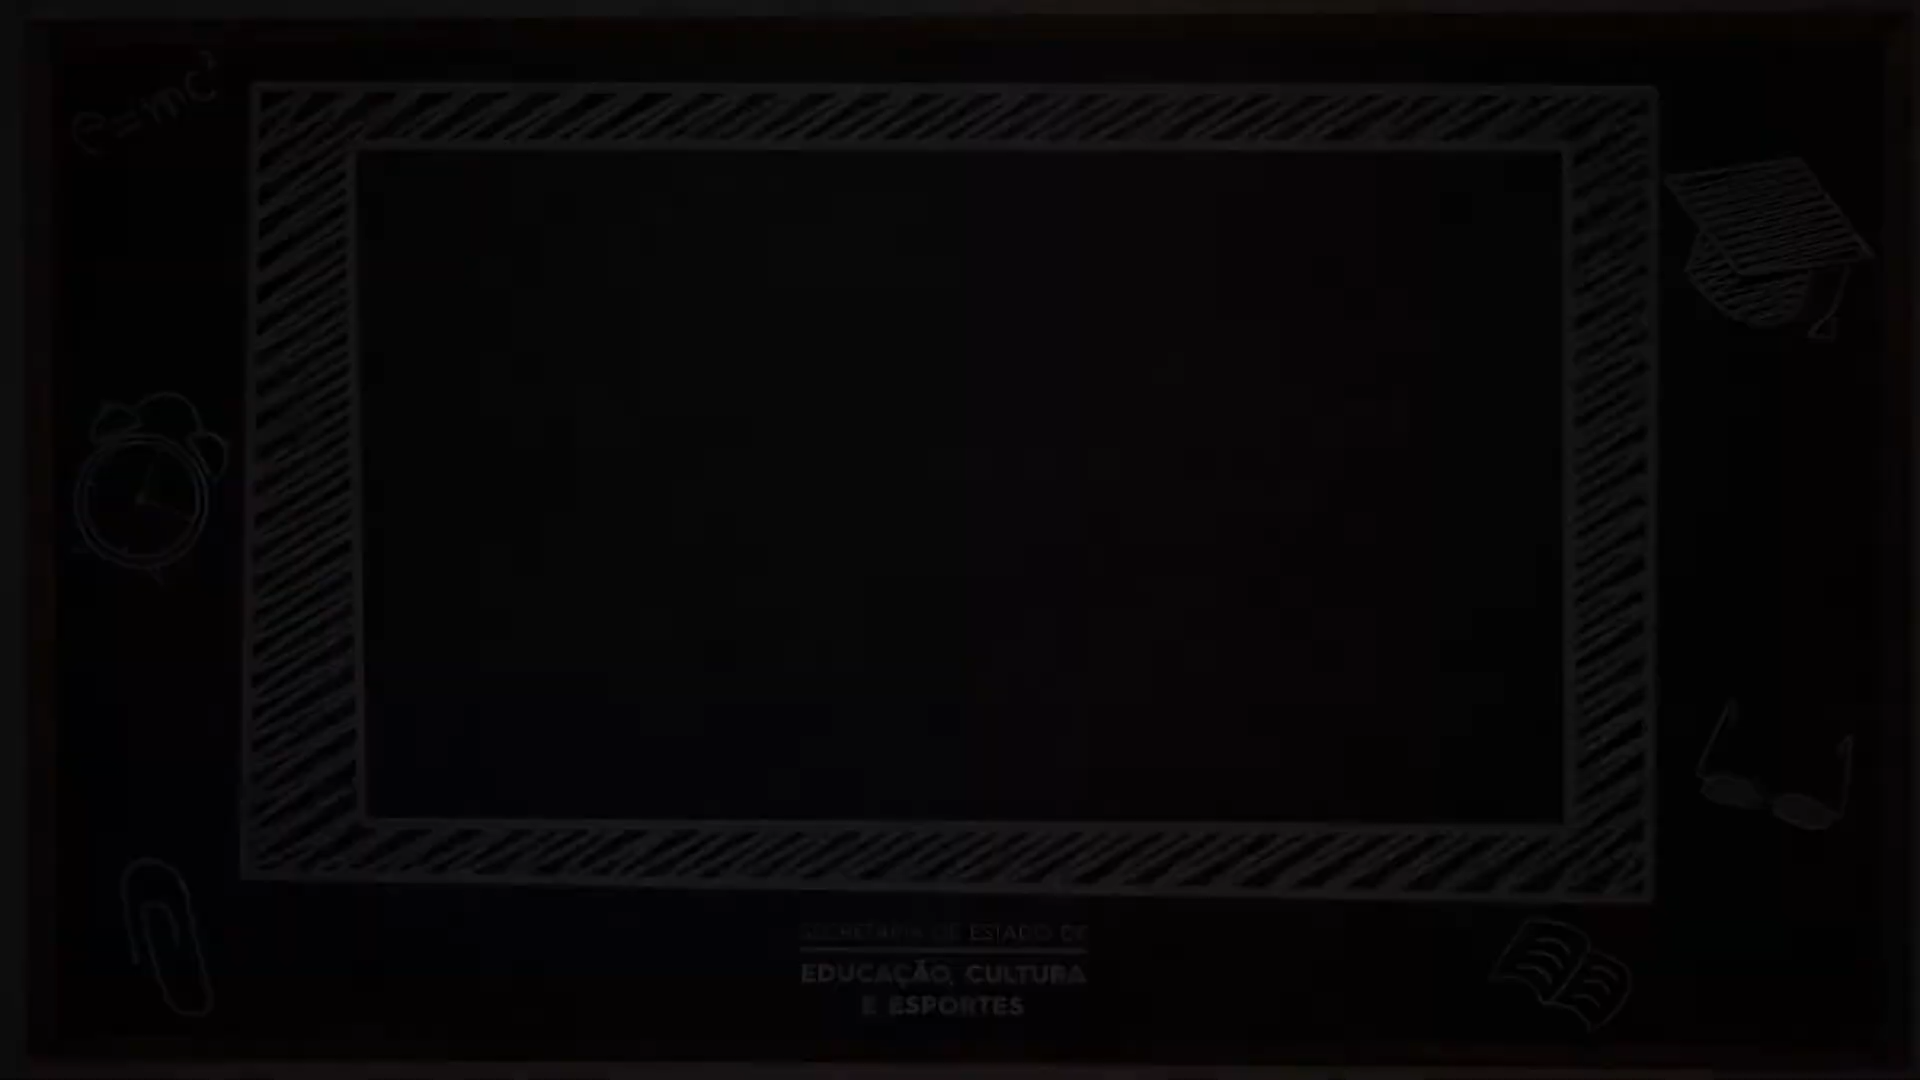 e=mc²
SECRETARIA DE ESTADO DE
EDUCAÇÃO, CULTURA
E ESPORTES